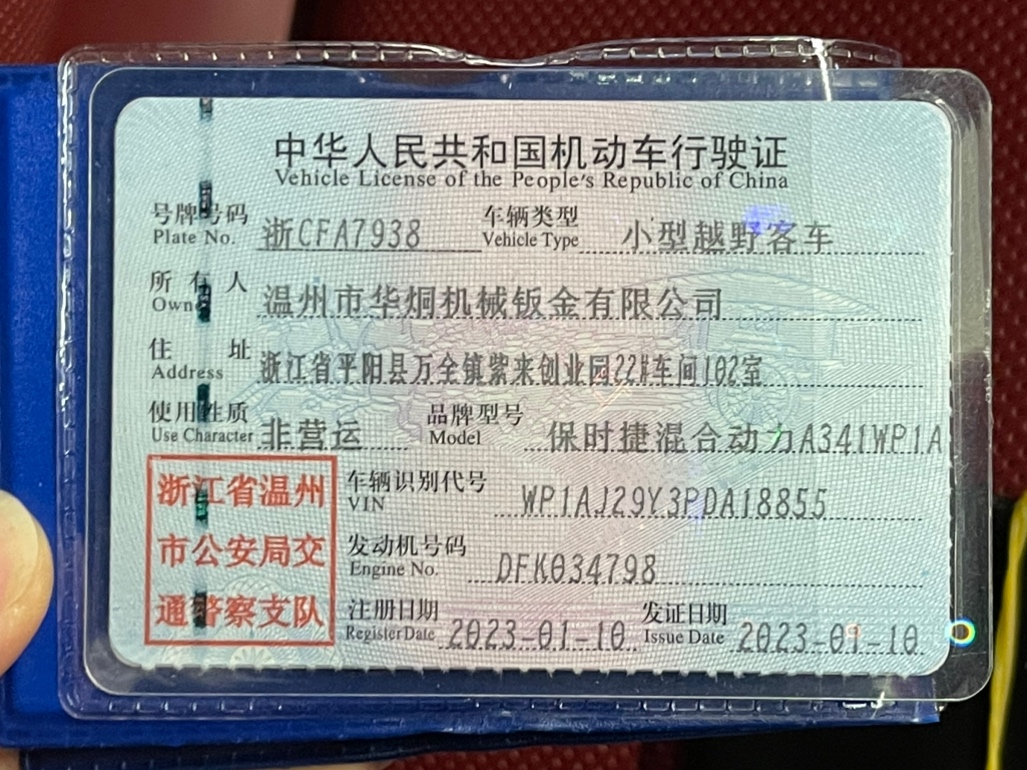 中华人民共和国机动车行驶证
Vehicle License of the People's Republic of China
号牌号码 浙CFA7938 车辆类型 小型越野客车
Plate No. Vehicle Type
所有人 温州市华炯机械钣金有限公司
Owner
住址 浙江省平阳县万全镇紫来创业园22#车间102室
Address
使用性质 非营运 品牌型号 保时捷混合动力A341WP1A
Use Character Model
浙江省温州
市公安局交
通警察支队
车辆识别代号 WP1AJ29Y3PDA18855
VIN
发动机号码 DFK034798
Engine No.
注册日期 2023-01-10 发证日期 2023-01-10
Register Date Issue Date